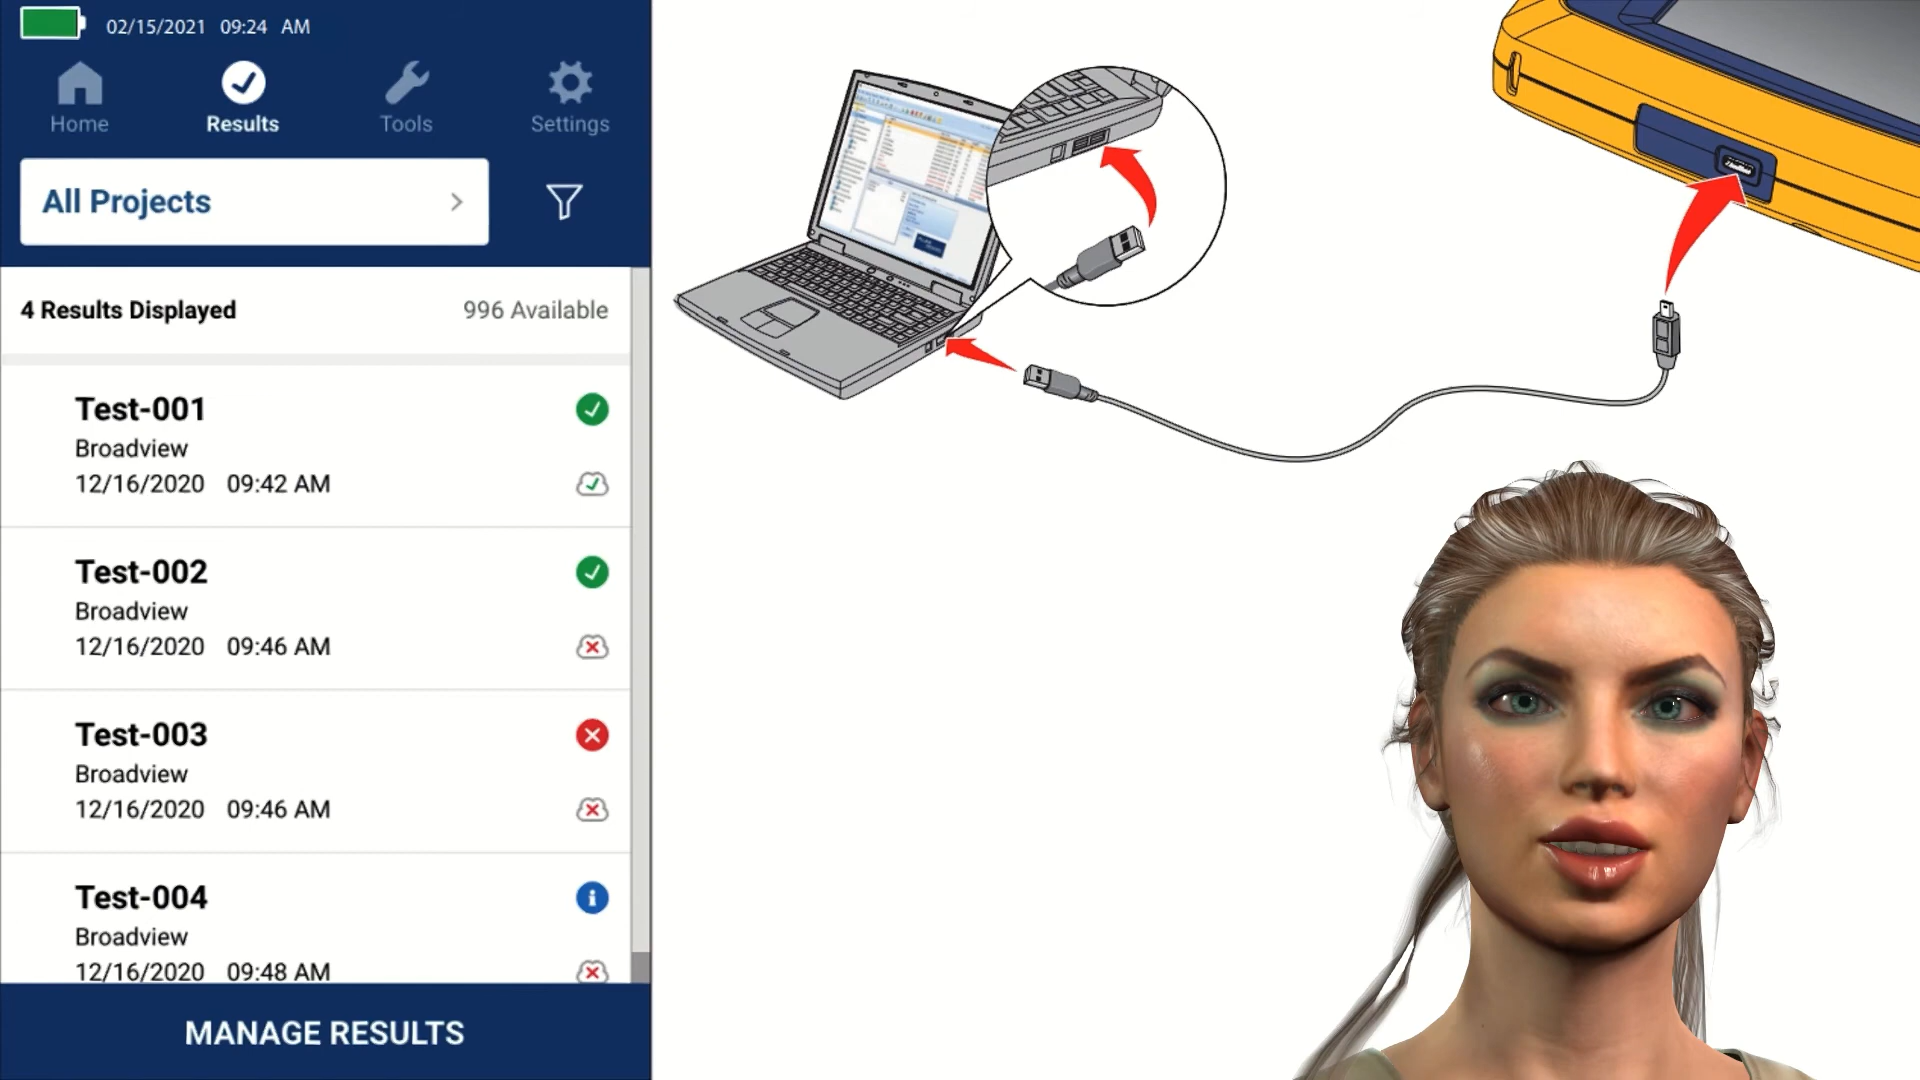 02/15/2021 09:24 AM
Home
Results
Tools
Settings
All Projects
4 Results Displayed
996 Available
Test-001
Broadview
12/16/2020 09:42 AM
Test-002
Broadview
12/16/2020 09:46 AM
Test-003
Broadview
12/16/2020 09:46 AM
Test-004
Broadview
12/16/2020 09:48 AM
MANAGE RESULTS